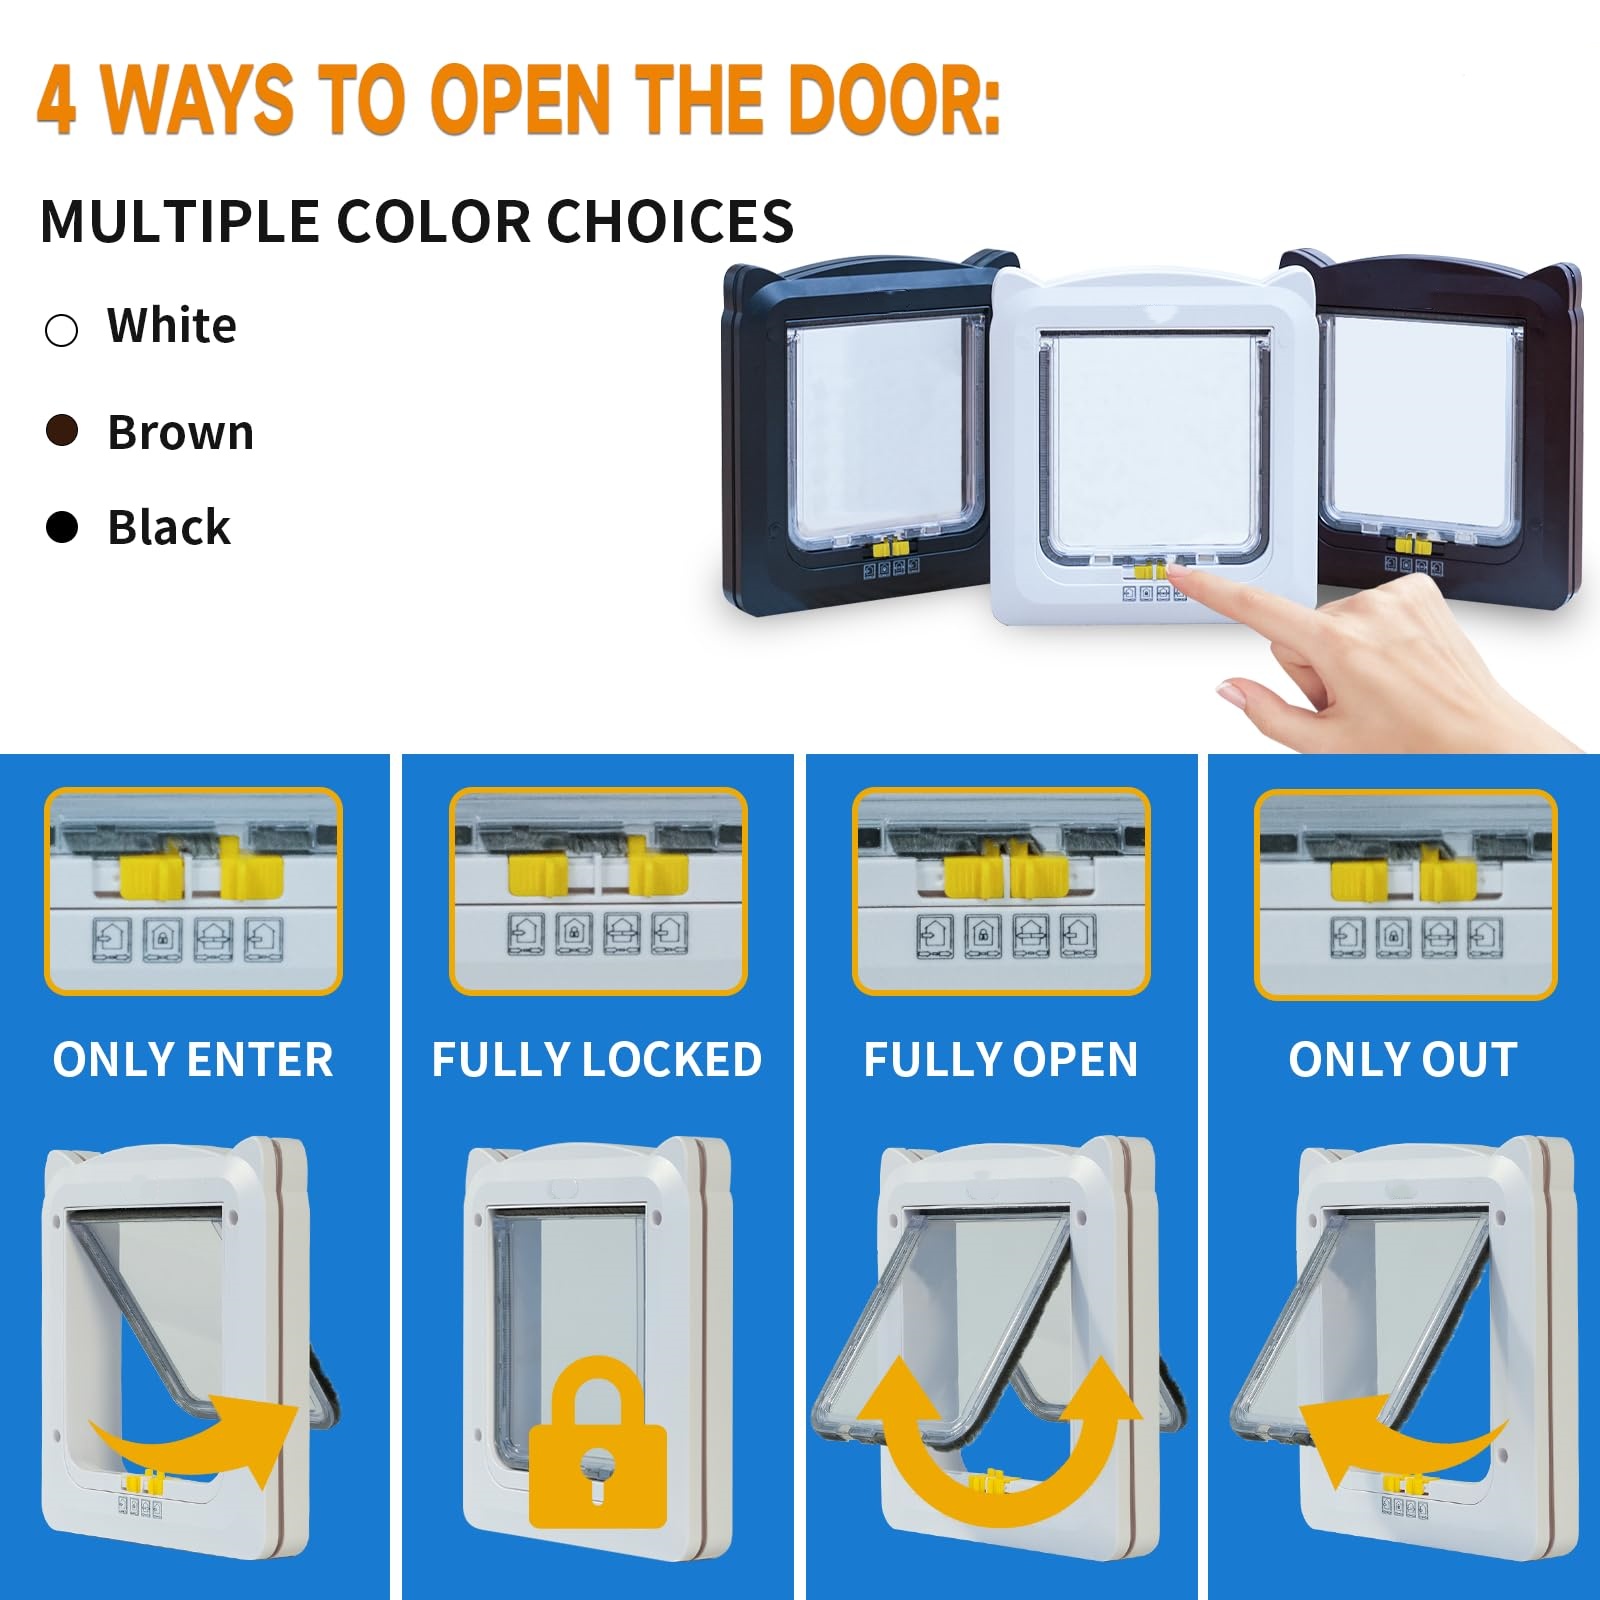 4 WAYS TO OPEN THE DOOR:
MULTIPLE COLOR CHOICES
White
Brown
Black
ONLY ENTER
FULLY LOCKED
FULLY OPEN
ONLY OUT